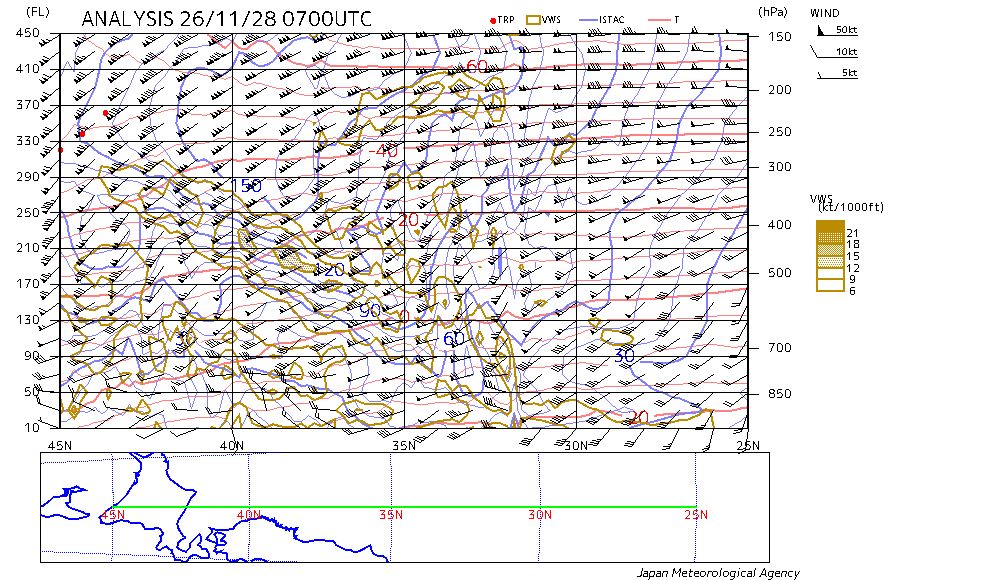 ANALYSIS 26/11/28 0700UTC
TRP VWS ISTAC T
(FL) (hPa) WIND
450 150 50kt
10kt
5kt
410 60
370 200
330 250
-40
290 300
150
250
-20 400
VWS
(kt/1000ft)
210
120 500
170
90 0
130
30 60 700
90 30
50 850
20
10
45N 40N 35N 30N 25N
21
18
15
12
9
6
45N 40N 35N 30N 25N
Japan Meteorological Agency